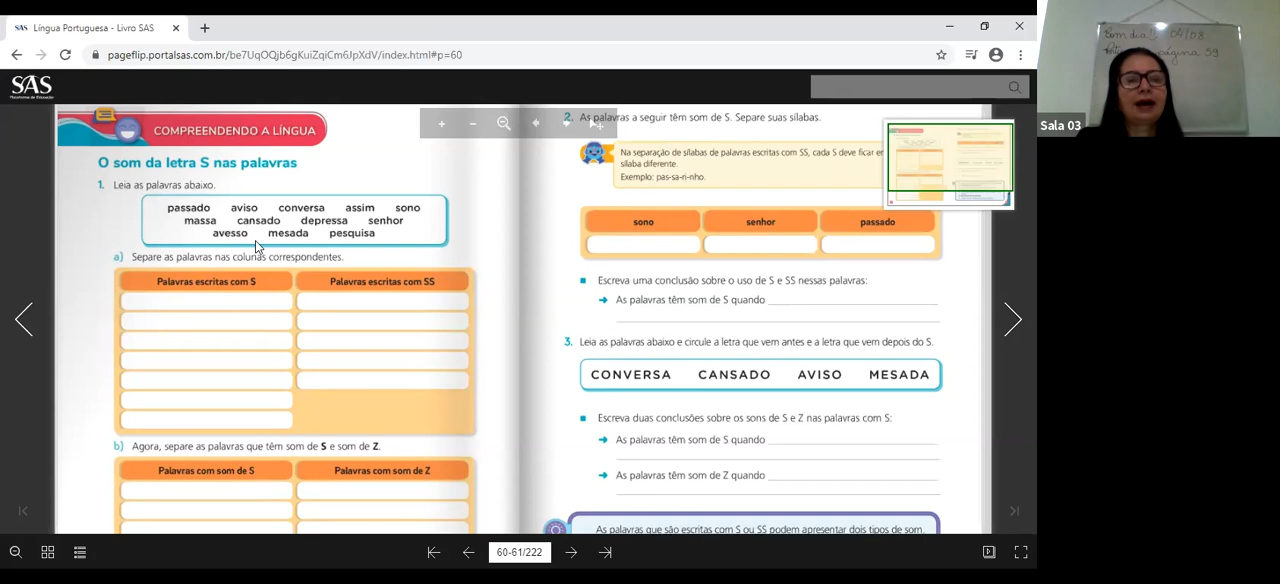 Língua Portuguesa - Livro SAS
pageflip.portalsas.com.br/be7UqOQjb6gKuiZqiCm6JpXdV/index.html#p=60
SAS
Plataforma de Educação
COMPREENDENDO A LÍNGUA
O som da letra S nas palavras
1. Leia as palavras abaixo.
passado aviso conversa assim sono
massa cansado depressa senhor
avesso mesada pesquisa
a) Separe as palavras nas colunas correspondentes.
Palavras escritas com S Palavras escritas com SS
b) Agora, separe as palavras que têm som de S e som de Z.
Palavras com som de S Palavras com som de Z
2. As palavras a seguir têm som de S. Separe suas sílabas.
Na separação de sílabas de palavras escritas com SS, cada S deve ficar em
sílaba diferente.
Exemplo: pas-sa-ri-nho.
sono senhor passado
Escreva uma conclusão sobre o uso de S e SS nessas palavras:
As palavras têm som de S quando
3. Leia as palavras abaixo e circule a letra que vem antes e a letra que vem depois do S.
CONVERSA CANSADO AVISO MESADA
Escreva duas conclusões sobre os sons de S e Z nas palavras com S:
As palavras têm som de S quando
As palavras têm som de Z quando
As palavras que são escritas com S ou SS podem apresentar dois tipos de som.
60-61/222
Bom dia!! 04/08
página 59
Sala 03